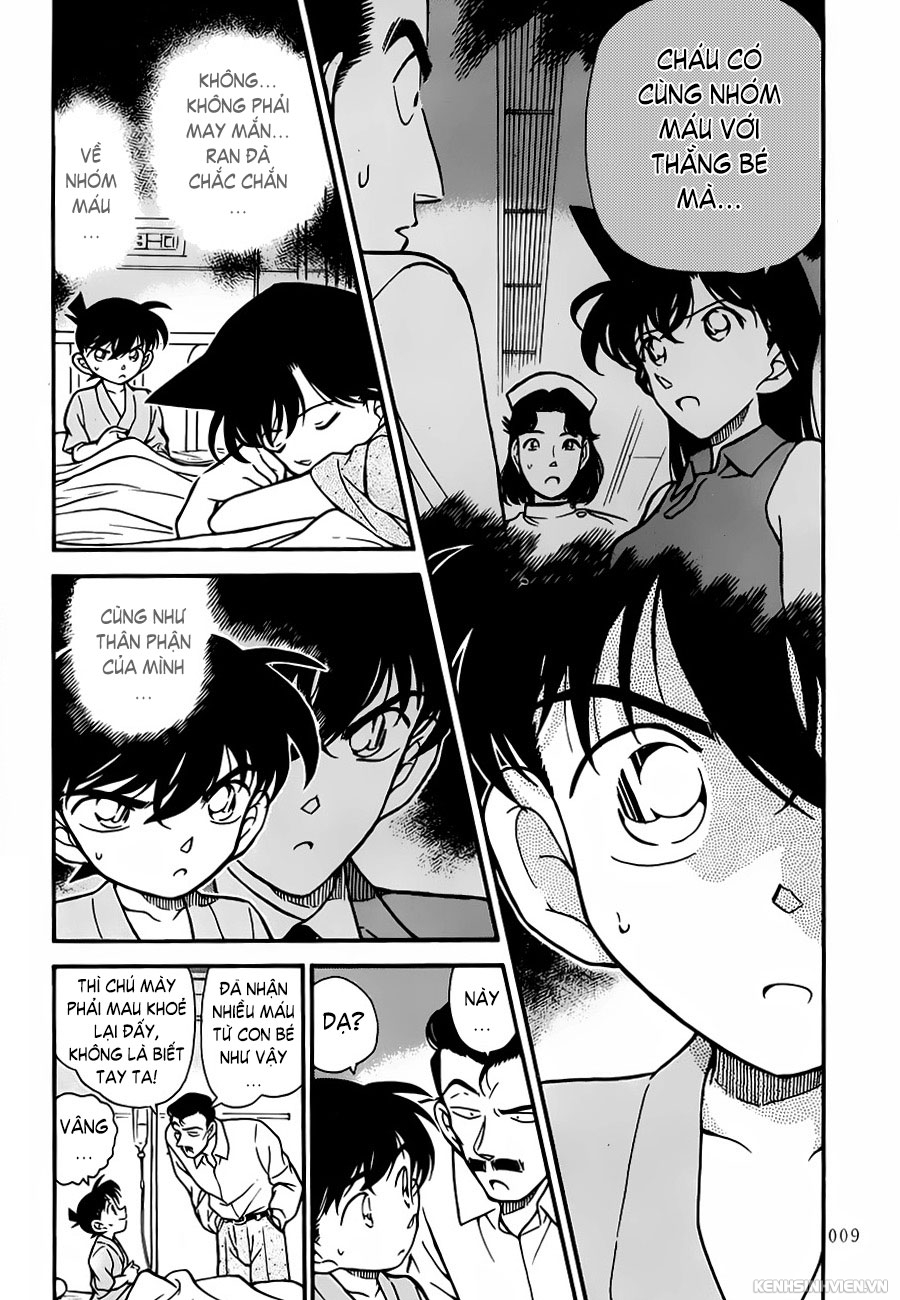 CHÁU CÓ
CÙNG NHÓM
MÁU VỚI
THẰNG BÉ
MÀ...
KHÔNG...
KHÔNG PHẢI
MAY MẮN...
RAN ĐÃ
CHẮC CHẮN
...
VỀ
NHÓM
MÁU
...
CŨNG NHƯ
THÂN PHẬN
CỦA MÌNH
...
NÀY
...
DẠ?
ĐÃ NHẬN
NHIỀU MÁU
TỪ CON BÉ
NHƯ VẬY
...
THÌ CHÚ MÀY
PHẢI MAU KHOẺ
LẠI ĐẤY,
KHÔNG LÀ BIẾT
TAY TA!
VÂNG
...
009
KENHSINHVIEN.VN